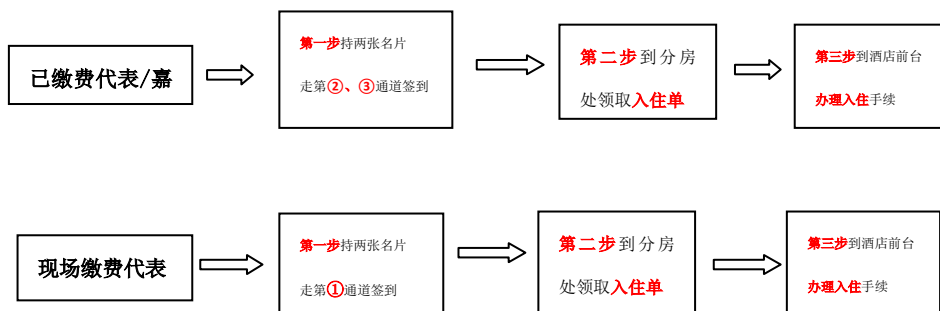 已缴费代表/嘉
第一步持两张名片
走第②、③通道签到
第二步到分房
处领取入住单
第三步到酒店前台
办理入住手续
现场缴费代表
第一步持两张名片
走第①通道签到
第二步到分房
处领取入住单
第三步到酒店前台
办理入住手续